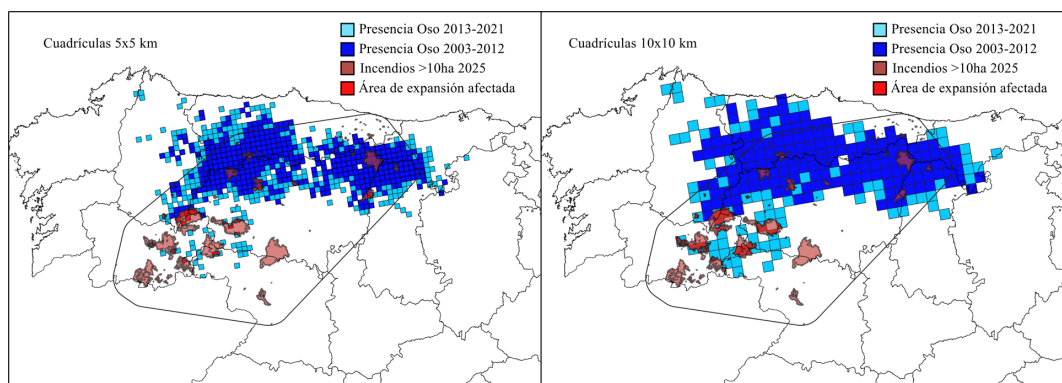 Cuadrículas 5x5 km
Presencia Oso 2013-2021
Presencia Oso 2003-2012
Incendios >10ha 2025
Área de expansión afectada
Cuadrículas 10x10 km
Presencia Oso 2013-2021
Presencia Oso 2003-2012
Incendios >10ha 2025
Área de expansión afectada